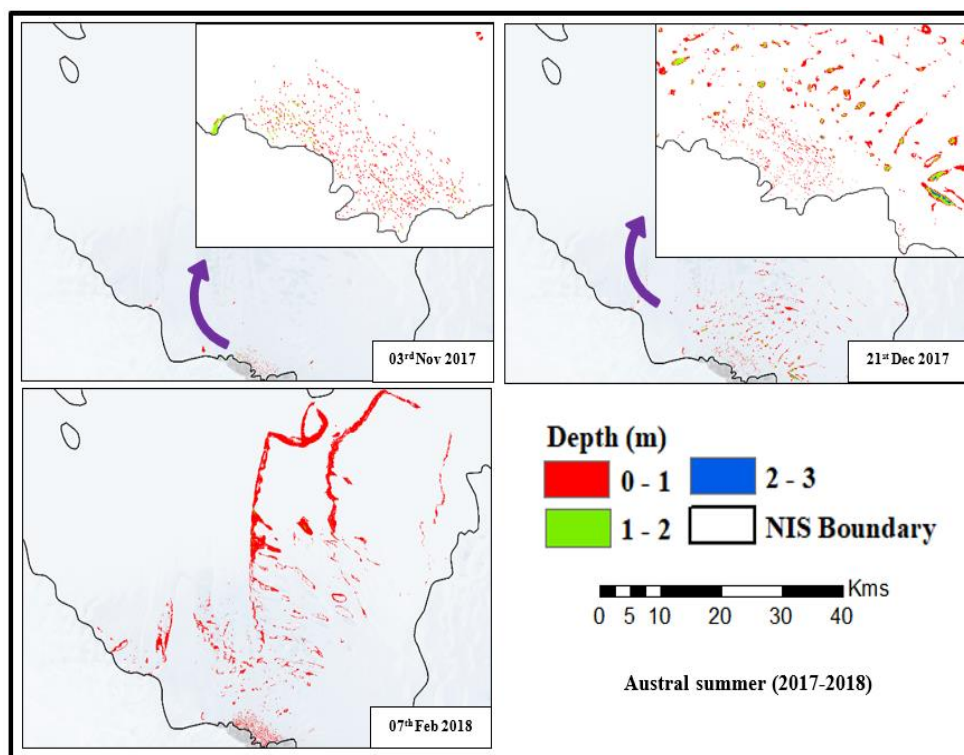 03rd Nov 2017
21st Dec 2017
07th Feb 2018
Depth (m)
0 - 1
2 - 3
1 - 2
NIS Boundary
Kms
0 5 10 20 30 40
Austral summer (2017-2018)